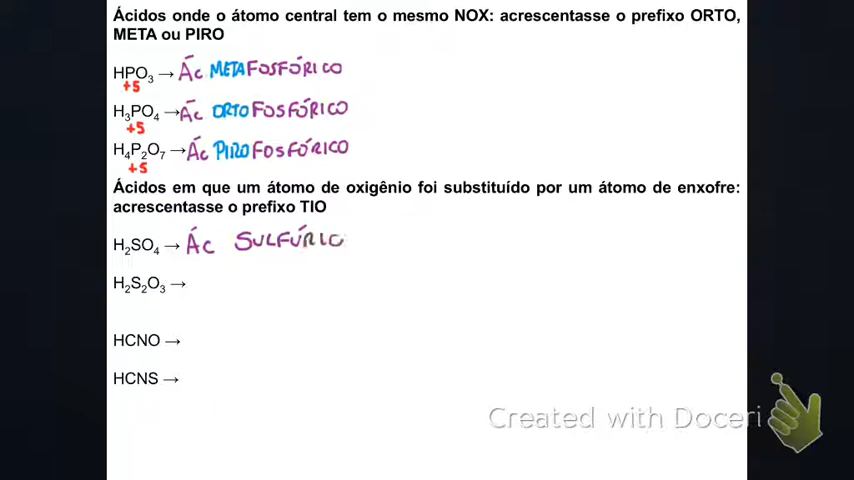 Ácidos onde o átomo central tem o mesmo NOX: acrescentasse o prefixo ORTO,
META ou PIRO
HPO₃ → Ác METAFOSFÓRICO
+5
H₃PO₄ → Ác ORTOFOSFÓRICO
+5
H₄P₂O₇ → Ác PIROFOSFÓRICO
+5
Ácidos em que um átomo de oxigênio foi substituído por um átomo de enxofre:
acrescentasse o prefixo TIO
H₂SO₄ → Ác SULFÚRIC
H₂S₂O₃ →
HCNO →
HCNS →
Created with Doceri